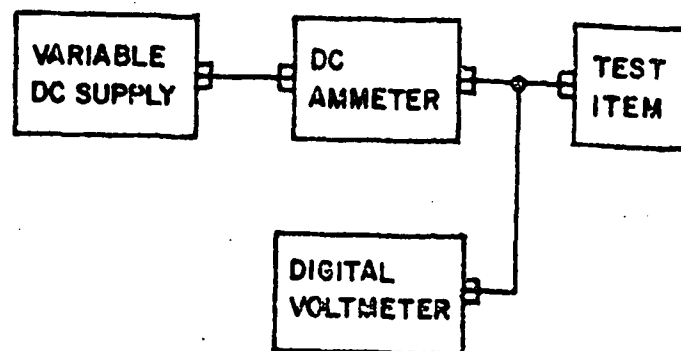 VARIABLE
DC SUPPLY
DC
AMMETER
TEST
ITEM
DIGITAL
VOLTMETER